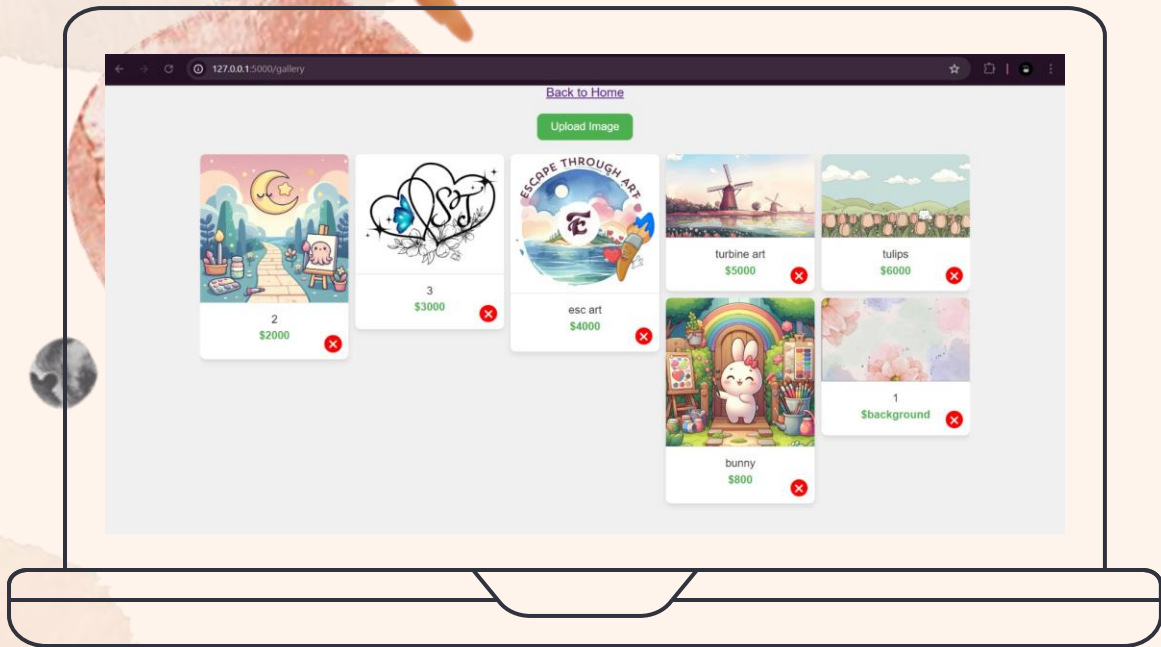 127.0.0.1:5000/gallery
Back to Home
Upload Image
2
$2000
S J
3
$3000
ESCAPE THROUGH ART
E
esc art
$4000
turbine art
$5000
tulips
$6000
bunny
$800
1
$background